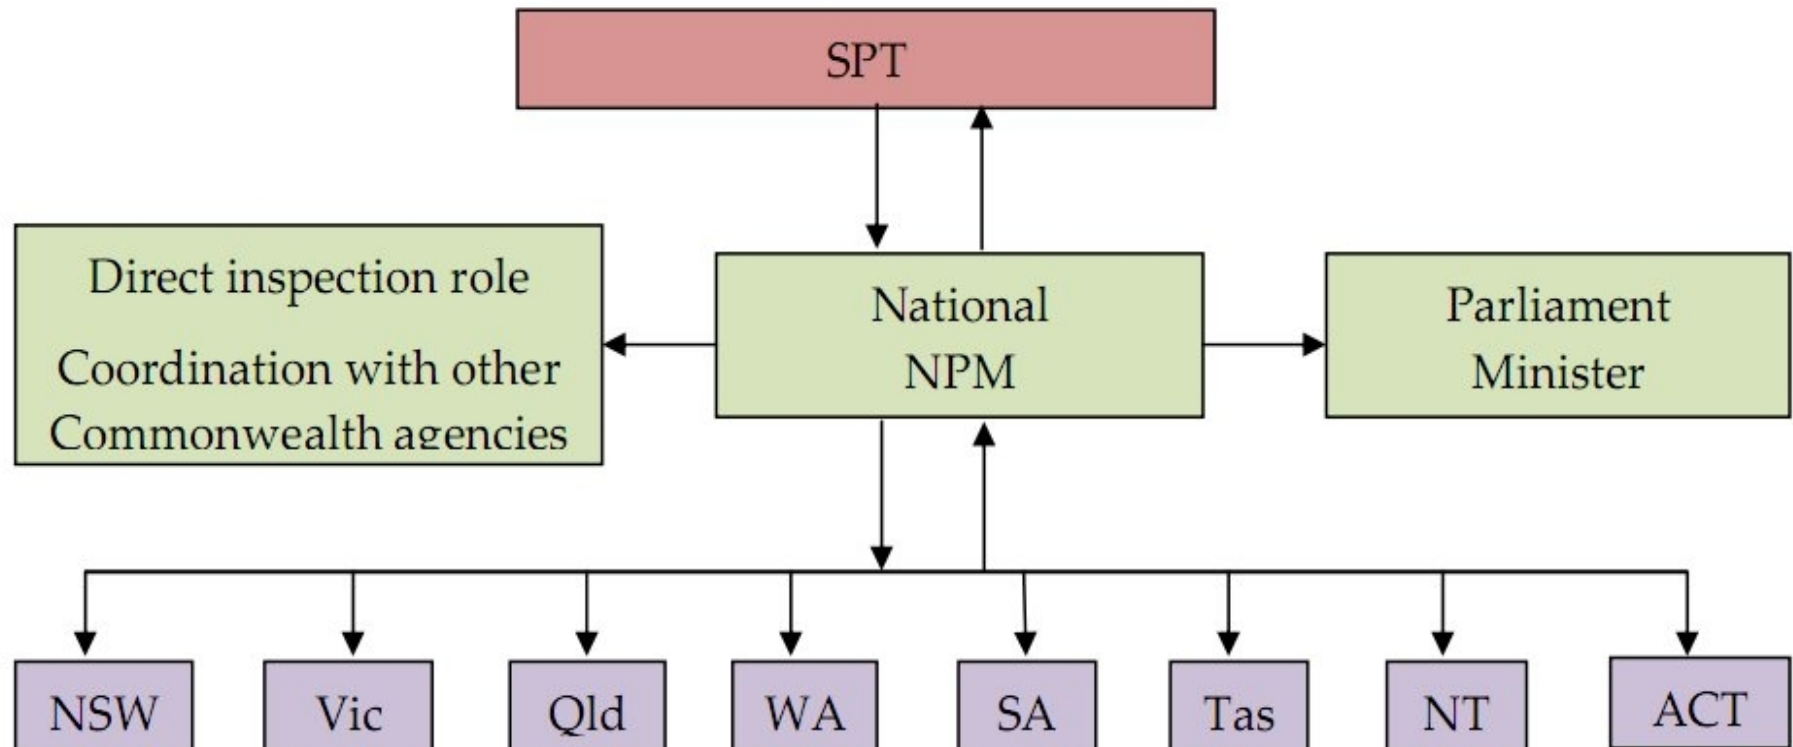 SPT
Direct inspection role
Coordination with other
Commonwealth agencies
National
NPM
Parliament
Minister
NSW
Vic
Qld
WA
SA
Tas
NT
ACT